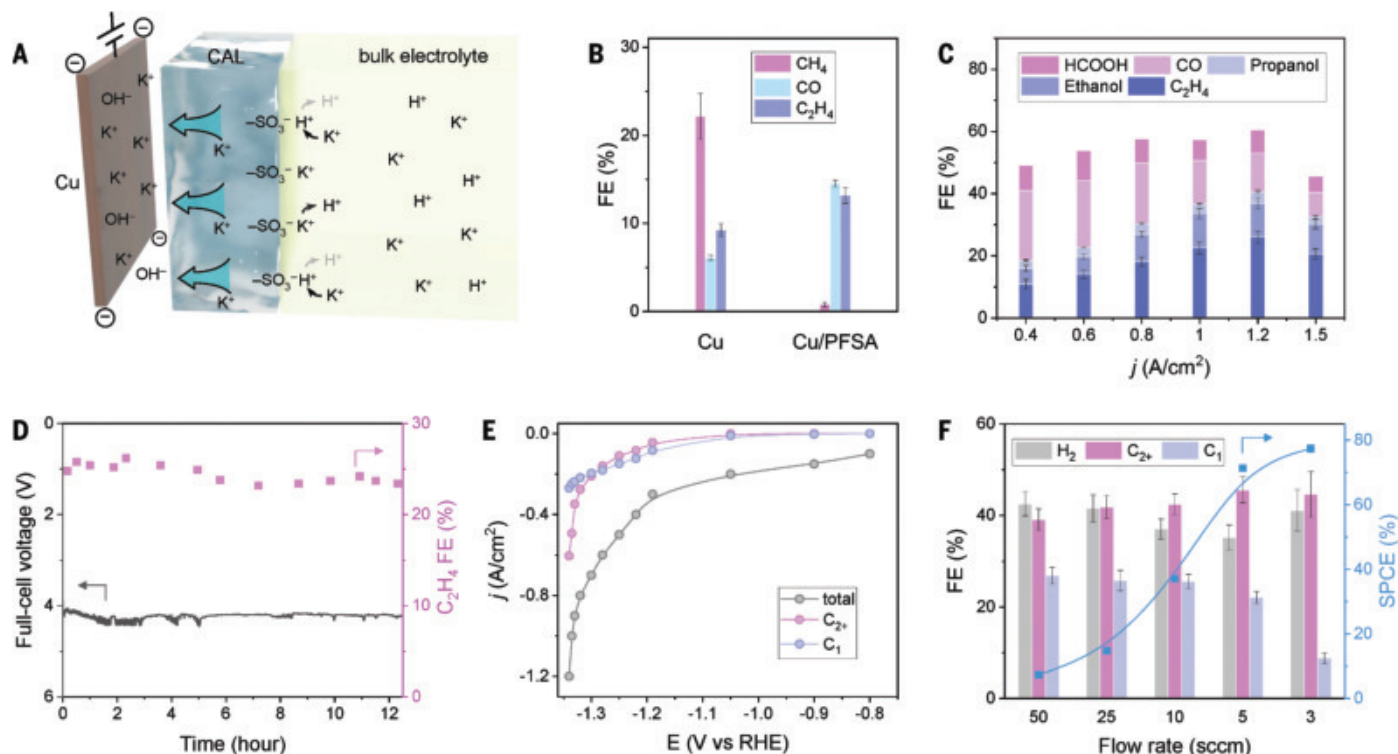 A
CAL
bulk electrolyte
Cu
K⁺
OH⁻
K⁺
K⁺
K⁺
K⁺
K⁺
OH⁻
K⁺
OH⁻
K⁺
K⁺
K⁺
–SO₃⁻H⁺
H⁺
K⁺
–SO₃⁻K⁺
–SO₃⁻K⁺
H⁺
–SO₃⁻H⁺
H⁺
K⁺
H⁺
K⁺
K⁺
H⁺
H⁺
K⁺
K⁺
K⁺
H⁺
B
30
20
10
0
FE (%)
CH₄
CO
C₂H₄
Cu
Cu/PFSA
C
80
60
40
20
0
FE (%)
HCOOH CO Propanol
Ethanol C₂H₄
0.4 0.6 0.8 1 1.2 1.5
j (A/cm²)
D
0
2
4
6
Full-cell voltage (V)
30
20
10
0
C₂H₄ FE (%)
0 2 4 6 8 10 12
Time (hour)
E
0.0
-0.4
-0.8
-1.2
j (A/cm²)
total
C₂₊
C₁
-1.3 -1.2 -1.1 -1.0 -0.9 -0.8
E (V vs RHE)
F
60
40
20
0
FE (%)
H₂ C₂₊ C₁
80
60
40
20
0
SPCE (%)
50 25 10 5 3
Flow rate (sccm)